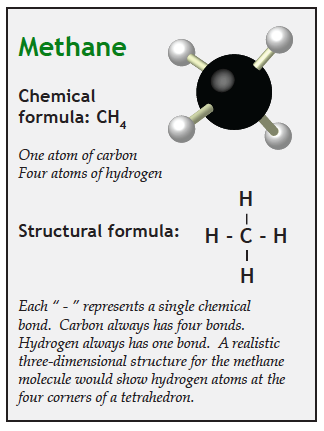 Methane
Chemical
formula: CH₄
One atom of carbon
Four atoms of hydrogen
Structural formula:
H
|
H - C - H
|
H
Each " - " represents a single chemical
bond. Carbon always has four bonds.
Hydrogen always has one bond. A realistic
three-dimensional structure for the methane
molecule would show hydrogen atoms at the
four corners of a tetrahedron.